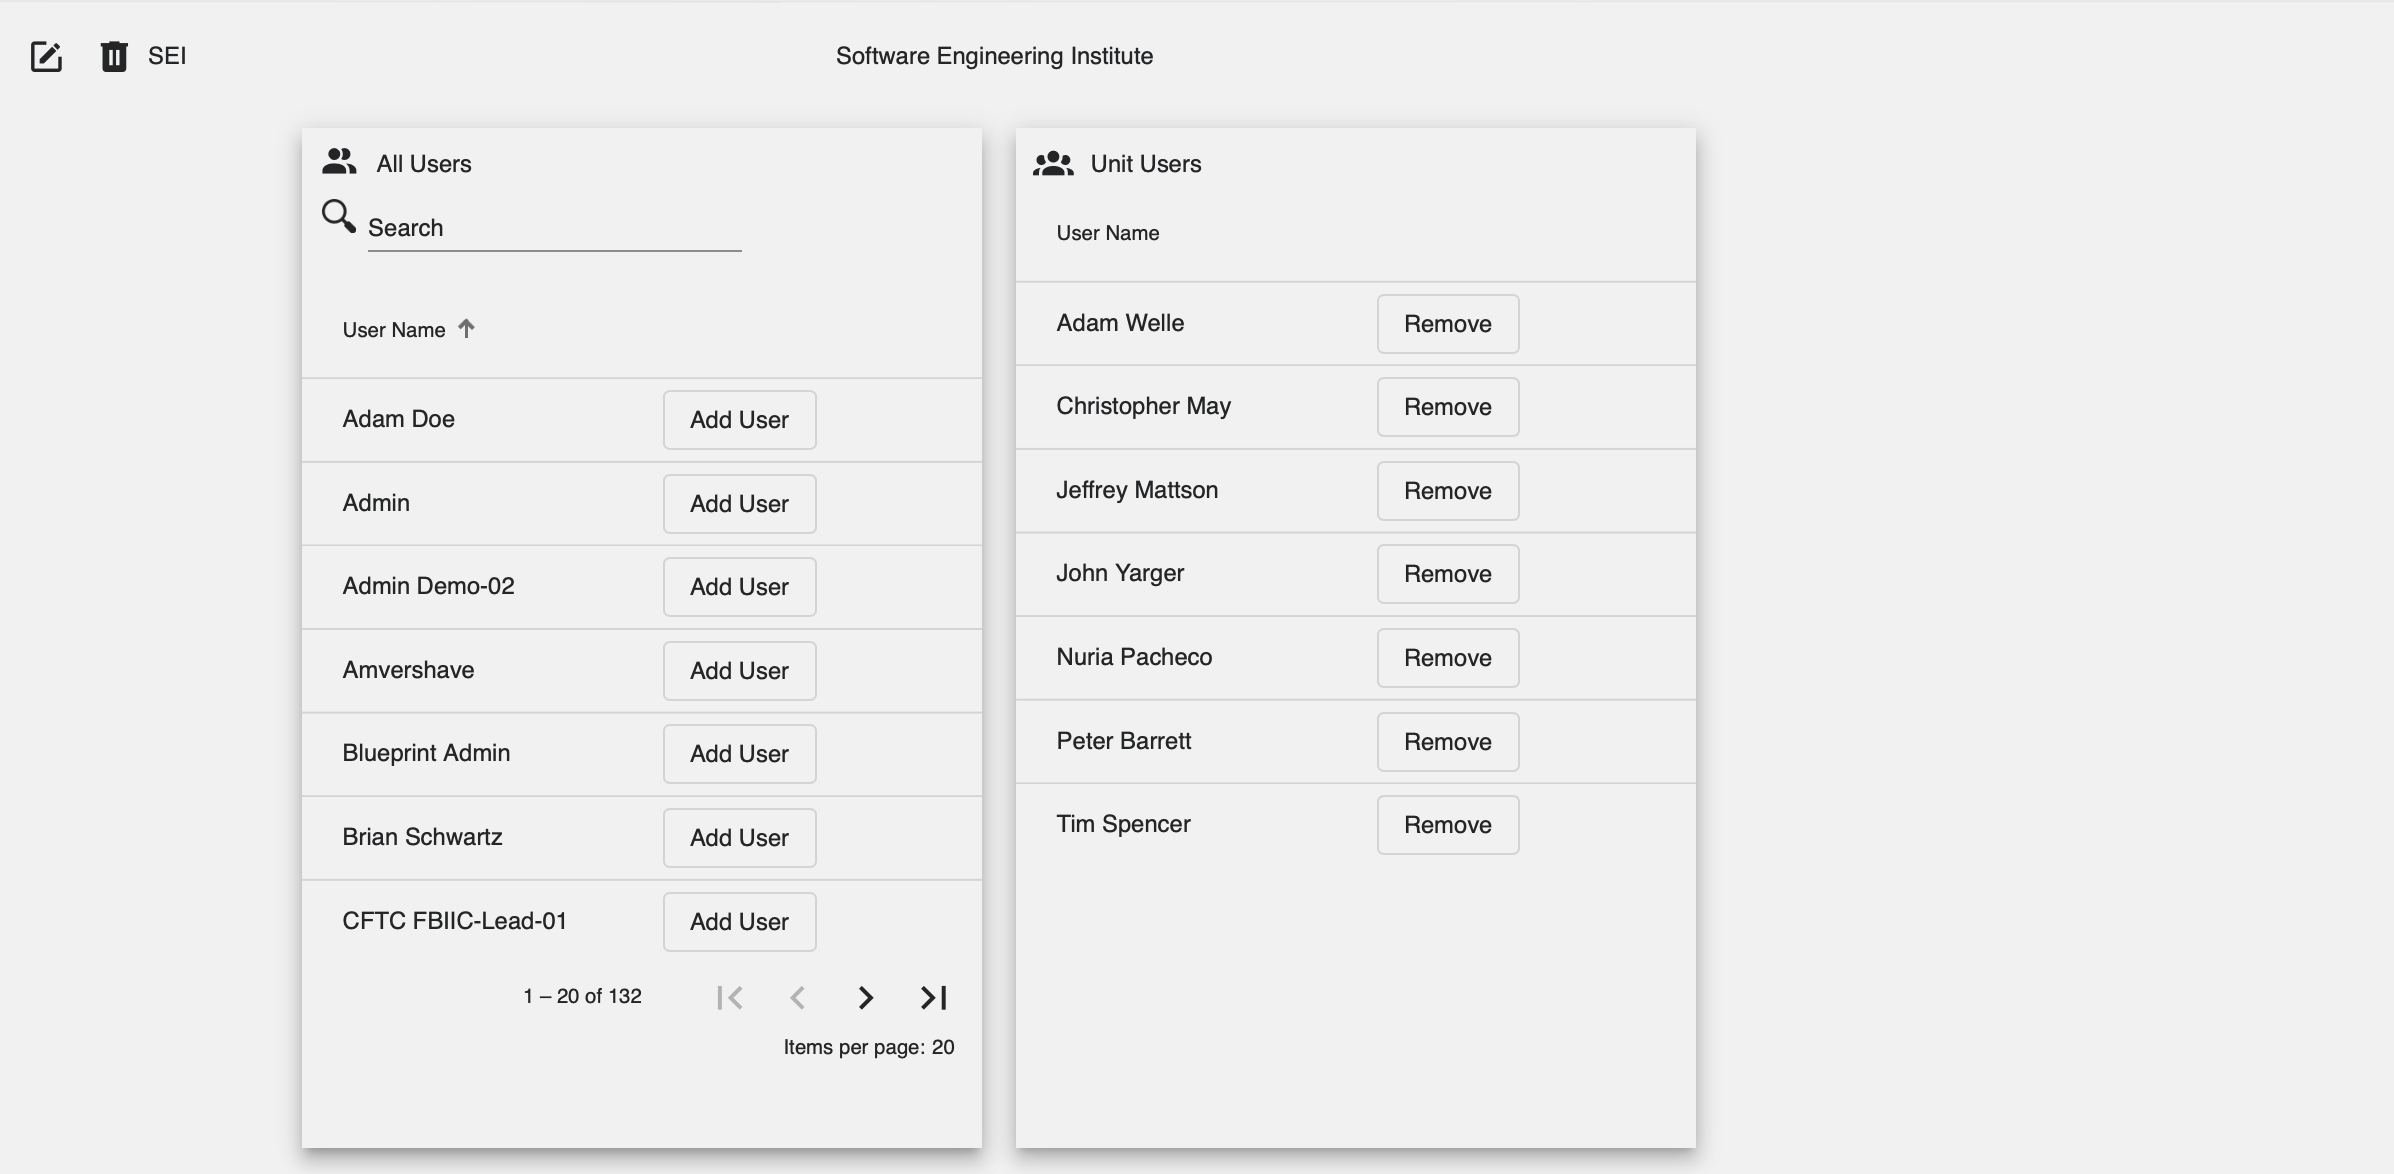 SEI
Software Engineering Institute
All Users
Search
User Name
Adam Doe Add User
Admin Add User
Admin Demo-02 Add User
Amvershave Add User
Blueprint Admin Add User
Brian Schwartz Add User
CFTC FBIIC-Lead-01 Add User
1 – 20 of 132
Items per page: 20
Unit Users
User Name
Adam Welle Remove
Christopher May Remove
Jeffrey Mattson Remove
John Yarger Remove
Nuria Pacheco Remove
Peter Barrett Remove
Tim Spencer Remove